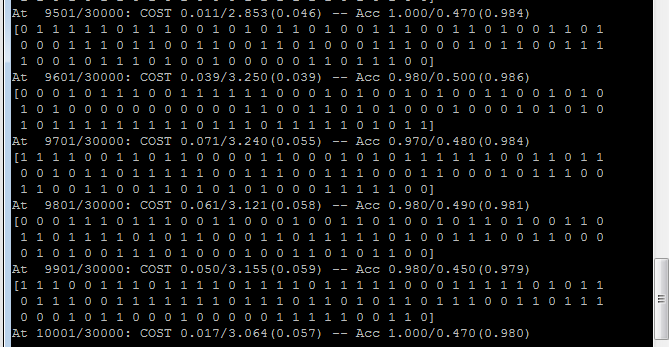 At  9501/30000: COST 0.011/2.853(0.046) -- Acc 1.000/0.470(0.984)
[0 1 1 1 1 1 0 1 1 1 0 0 1 0 1 0 1 1 0 1 0 0 1 1 1 0 0 1 1 0 1 0 0 1 1 0 1
0 0 0 1 1 1 0 1 1 0 1 0 1 0 0 0 0 1 1 1 0 0 0 0 1 0 1 1 0 1 0 1 1 0 0 1 1 1
1 0 0 1 0 1 1 1 0 0 1 0 1 0 0 0 0 0 1 1 0 1 1 1 0 0]
At  9601/30000: COST 0.039/3.250(0.039) -- Acc 0.980/0.500(0.986)
[0 0 0 1 0 1 1 1 0 0 1 1 1 1 1 1 1 0 0 0 1 0 1 0 0 1 0 1 0 0 1 1 0 0 1 0 1 0
1 0 1 0 0 0 0 0 0 0 0 0 1 1 0 1 1 0 1 0 1 0 0 0 1 0 0 0 1 0 1 0 1 0
1 0 1 1 1 1 1 1 1 1 1 0 1 1 1 0 1 1 1 1 1 1 0 1 0 1 1]
At  9701/30000: COST 0.071/3.240(0.055) -- Acc 0.970/0.480(0.984)
[1 1 1 1 0 0 1 1 0 1 1 0 0 0 0 1 1 0 0 0 1 0 1 0 1 1 1 1 1 1 0 0 1 1 0 1 1
0 0 1 0 1 1 0 1 0 1 0 0 1 0 1 1 0 0 1 1 1 0 0 0 0 1 1 0 0 0 1 0 1 1 1 0 0
1 1 0 0 1 1 0 0 1 1 0 1 0 1 0 0 0 1 1 1 1 1 0 0]
At  9801/30000: COST 0.061/3.121(0.058) -- Acc 0.980/0.490(0.981)
[0 0 0 1 1 1 0 1 1 1 0 0 1 1 0 0 0 1 0 0 1 1 0 1 0 0 1 0 1 1 0 1 0 0 1 1 0
1 1 0 1 1 1 1 0 1 0 1 1 0 0 0 1 1 0 1 1 1 1 1 0 1 0 0 1 1 1 0 0 1 1 0 0 0
0 1 0 1 0 0 1 1 1 0 1 0 1 1 0 1 0 0 1 0 1 0 1 1 0 0]
At  9901/30000: COST 0.050/3.155(0.059) -- Acc 0.980/0.450(0.979)
[1 1 1 0 0 1 1 1 0 0 0 1 1 1 0 1 1 1 1 1 1 0 0 1 1 0 0 1 1 1 1 1 0 1 0 1 1
0 1 1 1 0 0 1 1 1 1 0 0 1 0 1 0 0 1 0 1 0 1 1 0 1 0 1 1 1 0 0 1 1 0 1 1 1
0 1 0 1 1 0 0 0 1 0 0 0 0 0 1 1 1 1 1 0 0 1 1 0]
At 10001/30000: COST 0.017/3.064(0.057) -- Acc 1.000/0.470(0.980)